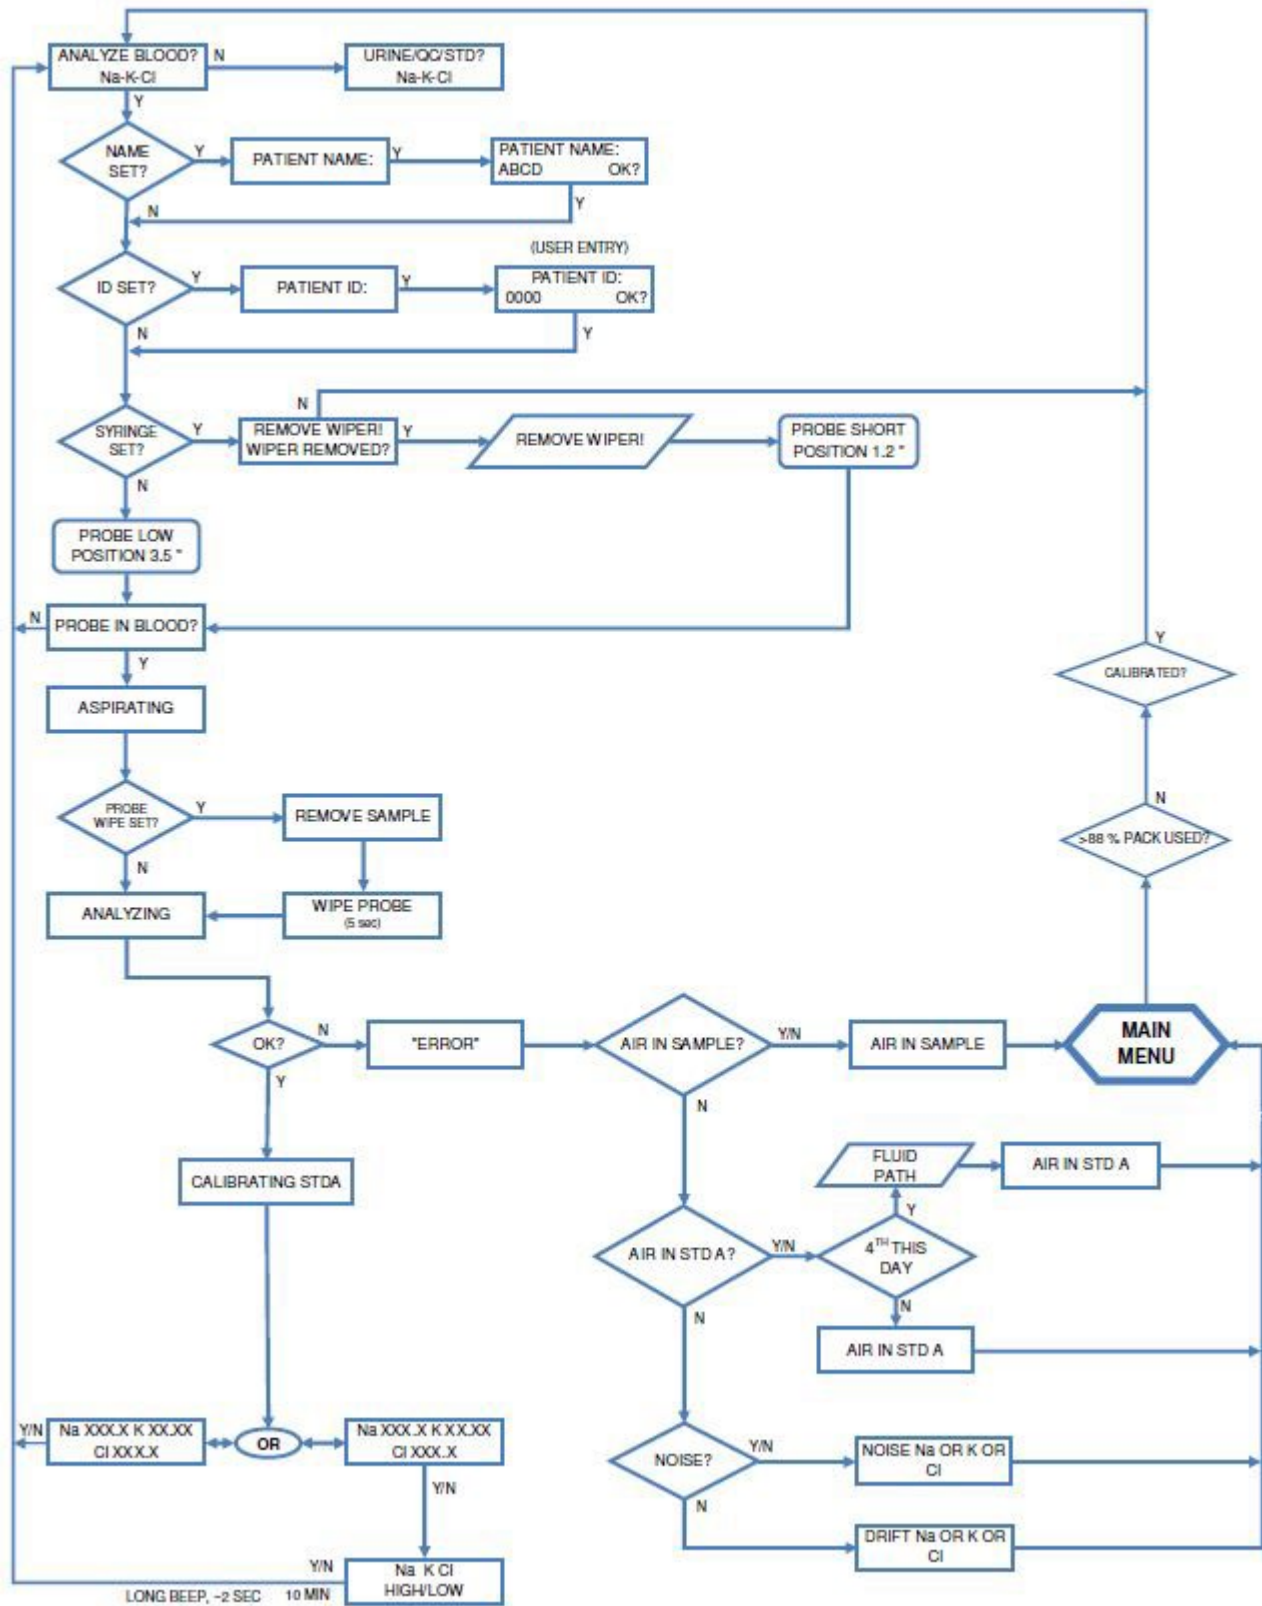 ANALYZE BLOOD?
Na-K-Cl
N
URINE/QC/STD?
Na-K-Cl
Y
NAME
SET?
Y
PATIENT NAME:
Y
PATIENT NAME:
ABCD OK?
Y
N
(USER ENTRY)
ID SET?
Y
PATIENT ID:
Y
PATIENT ID:
0000 OK?
Y
N
N
SYRINGE
SET?
Y
REMOVE WIPER!
WIPER REMOVED?
Y
REMOVE WIPER!
PROBE SHORT
POSITION 1.2 "
N
PROBE LOW
POSITION 3.5 "
N
PROBE IN BLOOD?
Y
ASPIRATING
PROBE
WIPE SET?
Y
REMOVE SAMPLE
N
ANALYZING
WIPE PROBE
(5 sec)
Y
CALIBRATED?
N
>88 % PACK USED?
OK?
N
"ERROR"
AIR IN SAMPLE?
Y/N
AIR IN SAMPLE
MAIN
MENU
Y
N
CALIBRATING STDA
FLUID
PATH
AIR IN STD A
Y
AIR IN STD A?
Y/N
4TH THIS
DAY
N
N
AIR IN STD A
Y/N
Na XXX.X K XX.XX
Cl XXX.X
OR
Na XXX.X K XX.XX
Cl XXX.X
Y/N
NOISE?
Y/N
NOISE Na OR K OR
Cl
N
DRIFT Na OR K OR
Cl
Y/N
Na K Cl
HIGH/LOW
LONG BEEP, ~2 SEC 10 MIN